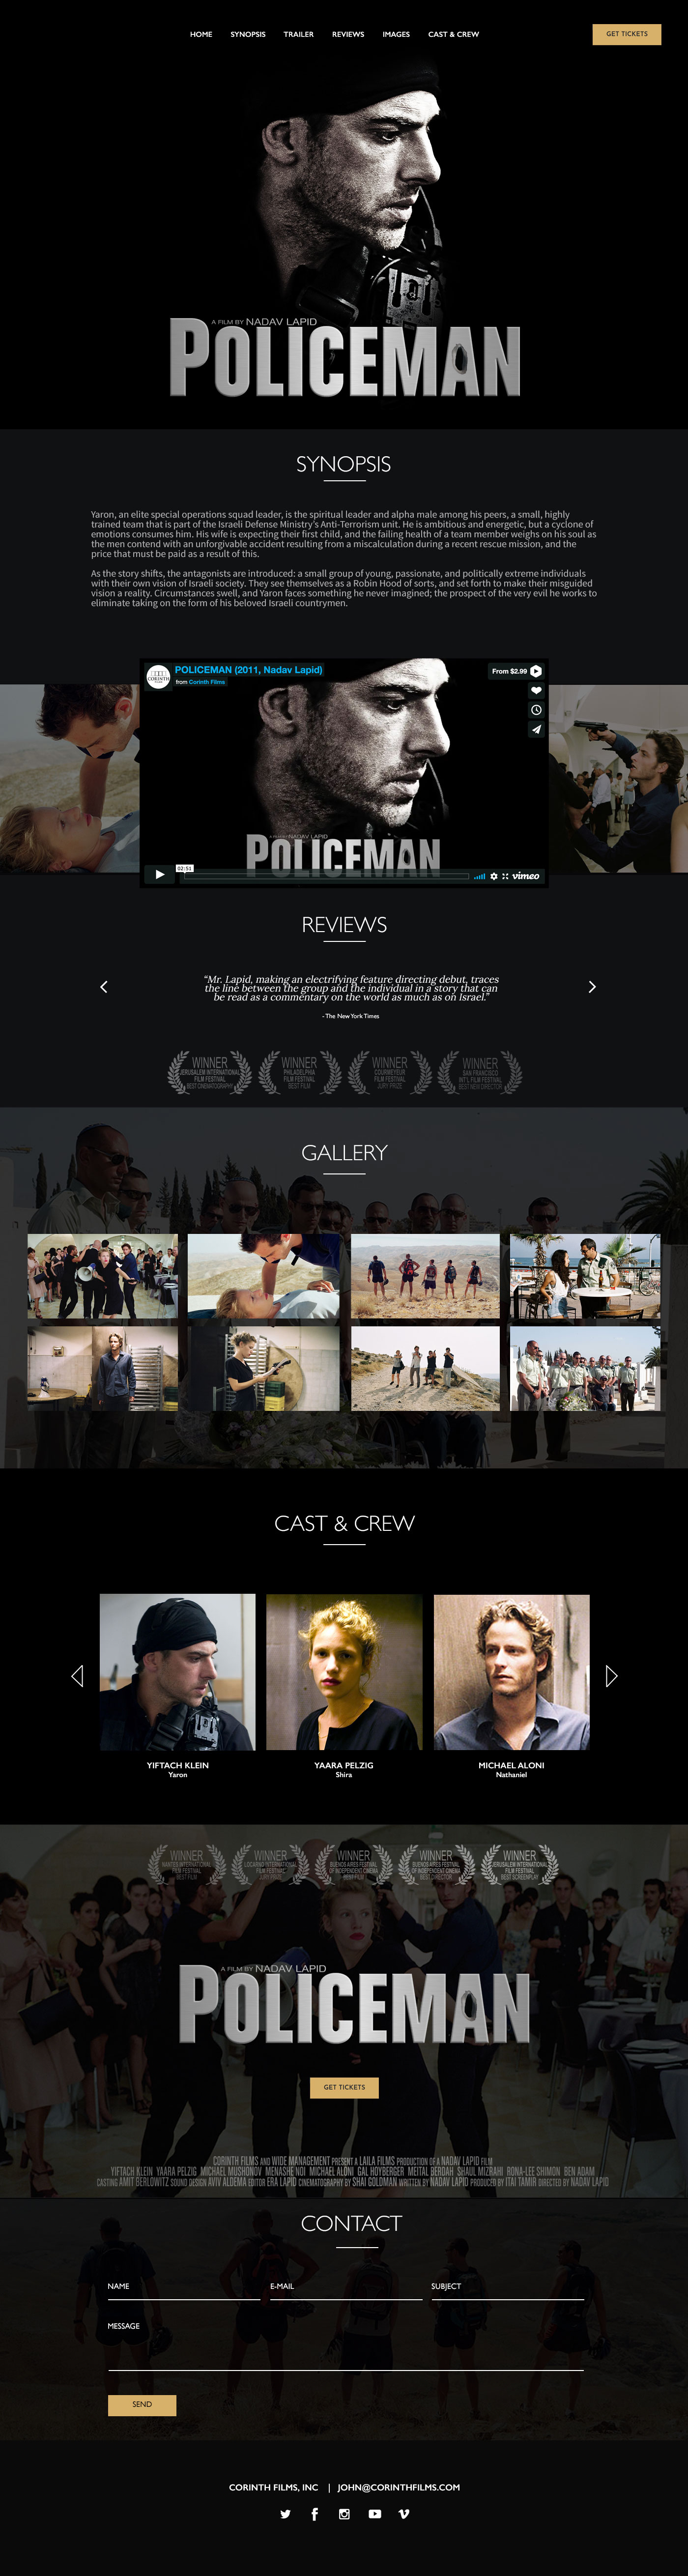 HOME SYNOPSIS TRAILER REVIEWS IMAGES CAST & CREW GET TICKETS
A FILM BY NADAV LAPID
POLICEMAN
SYNOPSIS
Yaron, an elite special operations squad leader, is the spiritual leader and alpha male among his peers, a small, highly
trained team that is part of the Israeli Defense Ministry's Anti-Terrorism unit. He is ambitious and energetic, but a cyclone of
emotions consumes him. His wife is expecting their first child, and the failing health of a team member weighs on his soul as
the men contend with an unforgivable accident resulting from a miscalculation during a recent rescue mission, and the
price that must be paid as a result of this.
As the story shifts, the antagonists are introduced: a small group of young, passionate, and politically extreme individuals
with their own vision of Israeli society. They see themselves as a Robin Hood of sorts, and set forth to make their misguided
vision a reality. Circumstances swell, and Yaron faces something he never imagined; the prospect of the very evil he works to
eliminate taking on the form of his beloved Israeli countrymen.
CORINTH
POLICEMAN (2011, Nadav Lapid)
from Corinth Films
From $2.99
A FILM BY NADAV LAPID
POLICEMAN
02:51
vimeo
REVIEWS
“Mr. Lapid, making an electrifying feature directing debut, traces
the line between the group and the individual in a story that can
be read as a commentary on the world as much as on Israel.”
- The New York Times
WINNER
JERUSALEM INTERNATIONAL
FILM FESTIVAL
BEST CINEMATOGRAPHY
WINNER
PHILADELPHIA
FILM FESTIVAL
BEST FILM
WINNER
COURMEYEUR
FILM FESTIVAL
JURY PRIZE
WINNER
SAN FRANCISCO
INT'L FILM FESTIVAL
BEST NEW DIRECTOR
GALLERY
CAST & CREW
YIFTACH KLEIN
Yaron
YAARA PELZIG
Shira
MICHAEL ALONI
Nathaniel
WINNER
NANTES INTERNATIONAL
FILM FESTIVAL
BEST FILM
WINNER
LOCARNO INTERNATIONAL
FILM FESTIVAL
JURY PRIZE
WINNER
BUENOS AIRES FESTIVAL
OF INDEPENDENT CINEMA
BEST FILM
WINNER
BUENOS AIRES FESTIVAL
OF INDEPENDENT CINEMA
BEST DIRECTOR
WINNER
JERUSALEM INTERNATIONAL
FILM FESTIVAL
BEST SCREENPLAY
A FILM BY NADAV LAPID
POLICEMAN
GET TICKETS
CORINTH FILMS AND WIDE MANAGEMENT PRESENT A LAILA FILMS PRODUCTION OF A NADAV LAPID FILM
YIFTACH KLEIN YAARA PELZIG MICHAEL MUSHONOV MENASHE NOI MICHAEL ALONI GAL HOYBERGER MEITAL BERDAH SHAUL MIZRAHI RONA-LEE SHIMON BEN ADAM
CASTING AMIT BERLOWITZ SOUND DESIGN AVIV ALDEMA EDITOR ERA LAPID CINEMATOGRAPHY BY SHAI GOLDMAN WRITTEN BY NADAV LAPID PRODUCED BY ITAI TAMIR DIRECTED BY NADAV LAPID
CONTACT
NAME E-MAIL SUBJECT
MESSAGE
SEND
CORINTH FILMS, INC | JOHN@CORINTHFILMS.COM